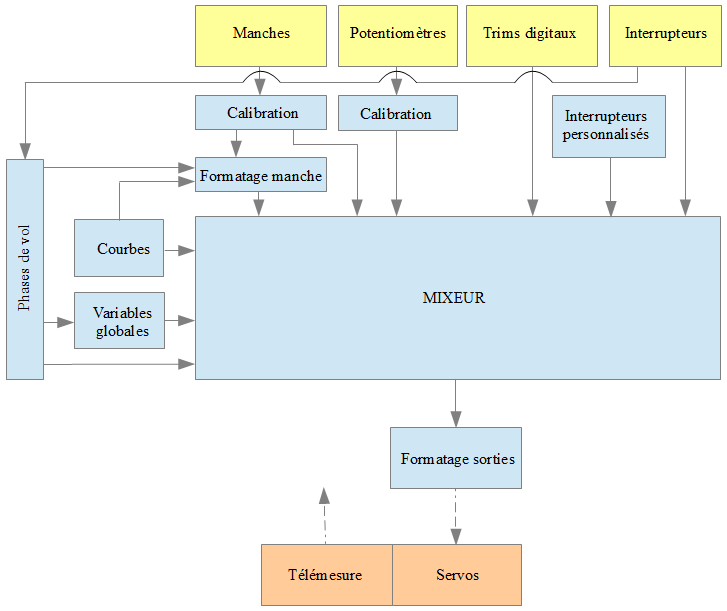 Manches
Potentiomètres
Trims digitaux
Interrupteurs
Calibration
Calibration
Interrupteurs
personnalisés
Formatage manche
Phases de vol
Courbes
MIXEUR
Variables
globales
Formatage sorties
Télémesure
Servos